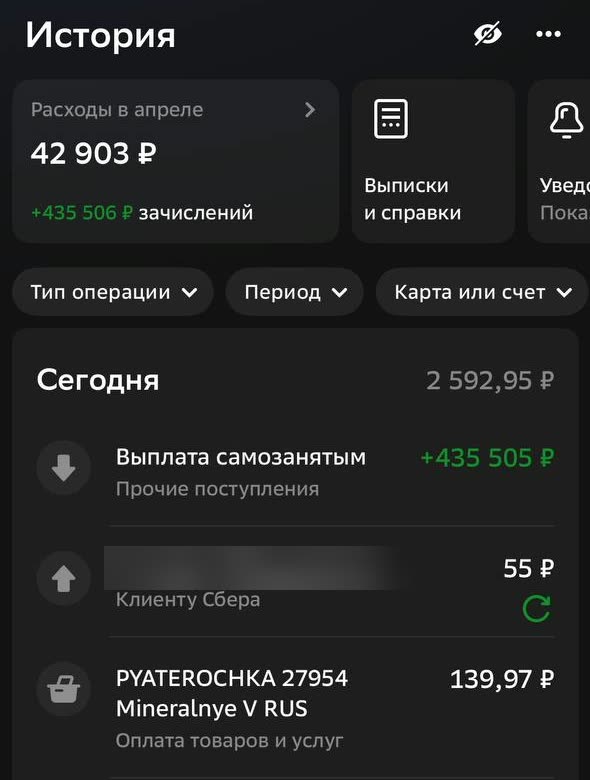 История
Расходы в апреле
42 903 ₽
+435 506 ₽ зачислений
Выписки
и справки
Уведо
Пока
Тип операции
Период
Карта или счет
Сегодня
2 592,95 ₽
Выплата самозанятым
+435 505 ₽
Прочие поступления
55 ₽
Клиенту Сбера
PYATEROCHKA 27954
139,97 ₽
Mineralnye V RUS
Оплата товаров и услуг